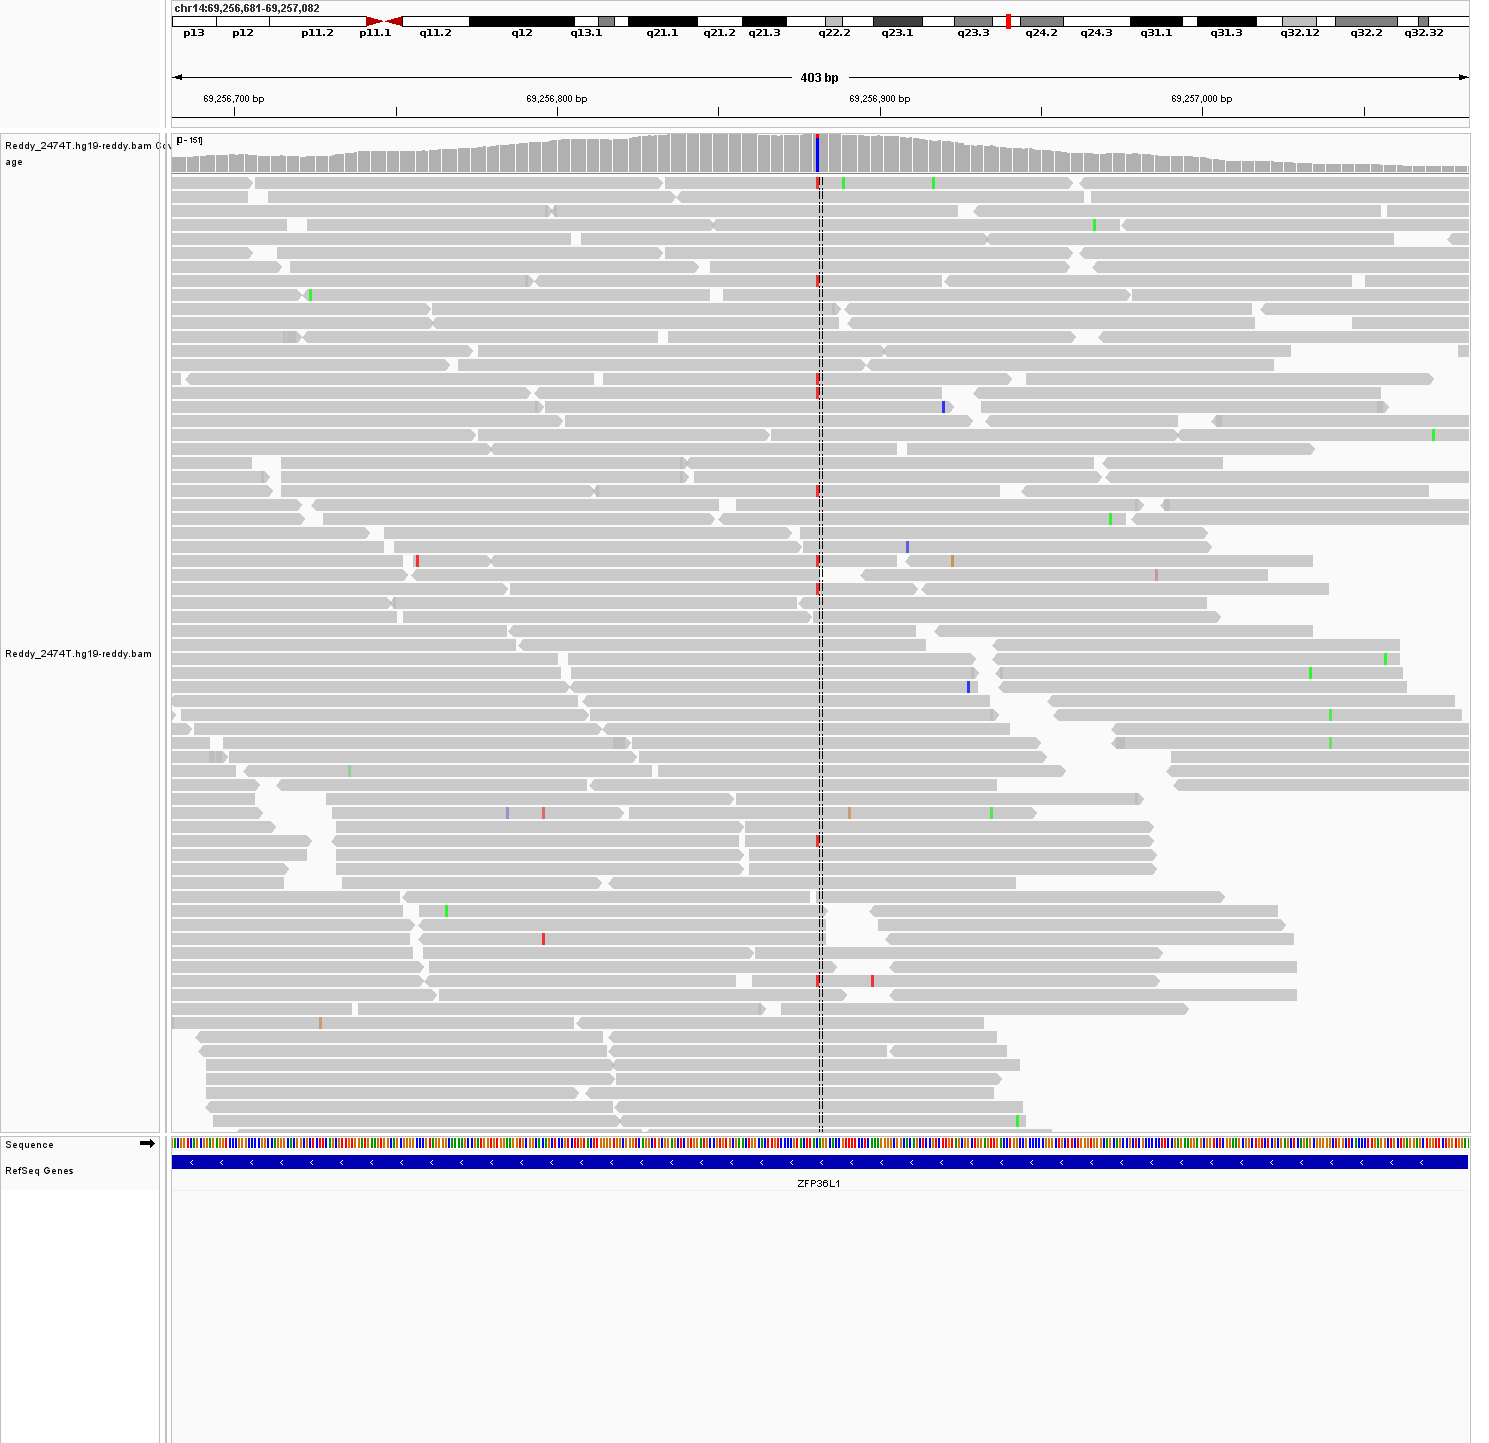 chr14:69,256,681-69,257,082
p13 p12 p11.2 p11.1 q11.2 q12 q13.1 q21.1 q21.2 q21.3 q22.2 q23.1 q23.3 q24.2 q24.3 q31.1 q31.3 q32.12 q32.2 q32.32
403 bp
69,256,700 bp 69,256,800 bp 69,256,900 bp 69,257,000 bp
[0 - 151]
Reddy_2474T.hg19-reddy.bam Cov
age
Reddy_2474T.hg19-reddy.bam
Sequence
RefSeq Genes
ZFP36L1